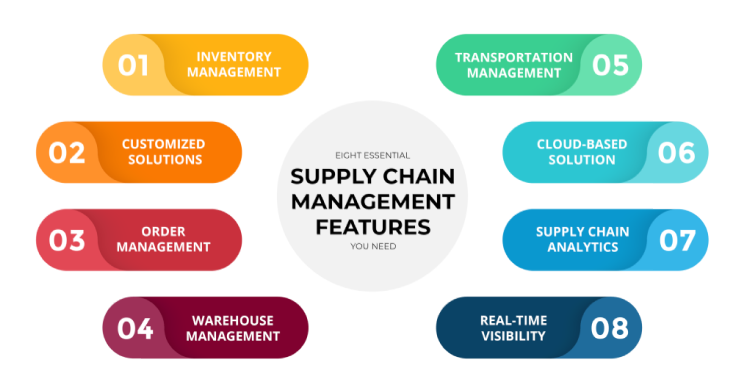 EIGHT ESSENTIAL
SUPPLY CHAIN
MANAGEMENT
FEATURES
YOU NEED
01
INVENTORY
MANAGEMENT
02
CUSTOMIZED
SOLUTIONS
03
ORDER
MANAGEMENT
04
WAREHOUSE
MANAGEMENT
TRANSPORTATION
MANAGEMENT
05
CLOUD-BASED
SOLUTION
06
SUPPLY CHAIN
ANALYTICS
07
REAL-TIME
VISIBILITY
08